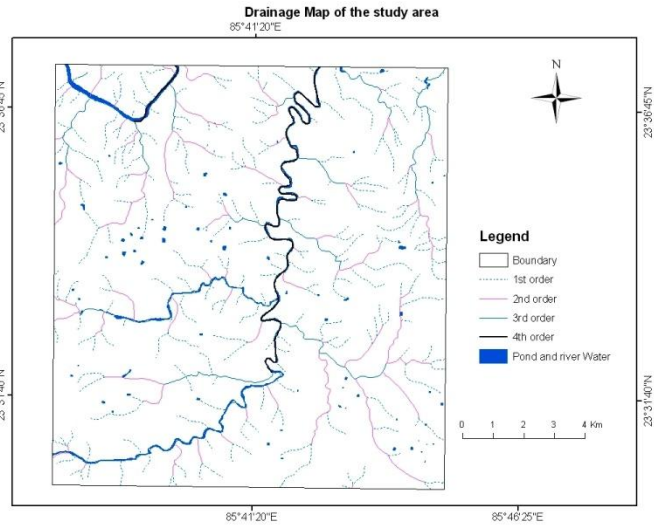 Drainage Map of the study area
85°41'20"E
23°36'45"N
N
Legend
Boundary
1st order
2nd order
3rd order
4th order
Pond and river Water
0 1 2 3 4 Km
23°31'40"N
85°41'20"E
85°46'25"E